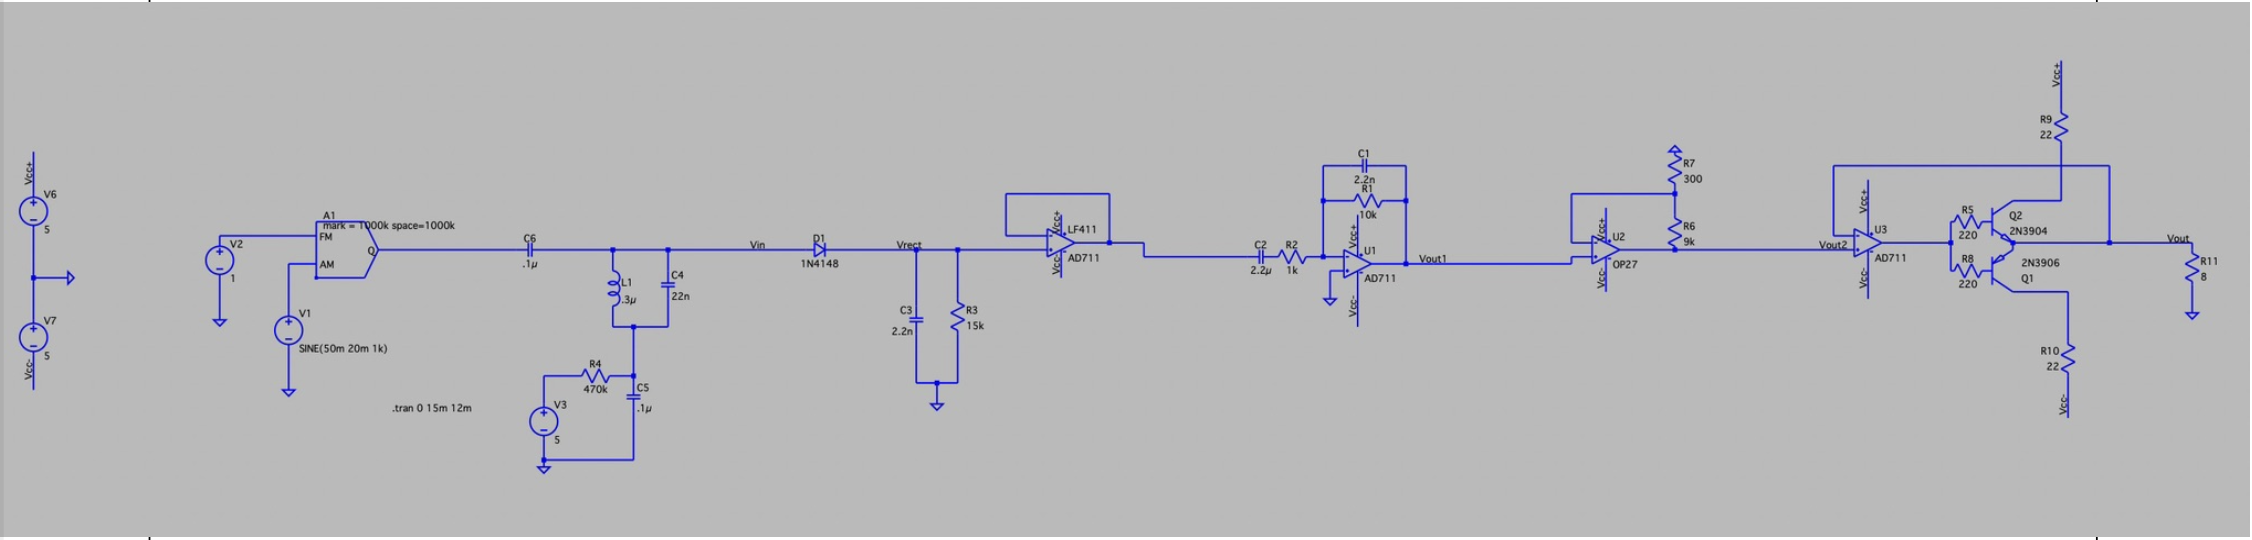 Vcc+
V6
5
V7
5
Vcc-
V2
1
A1
mark = 1000k space=1000k
FM
AM
Q
V1
SINE(50m 20m 1k)
.tran 0 15m 12m
C6
.1µ
L1
.3µ
C4
22n
R4
470k
C5
.1µ
V3
5
Vin
D1
1N4148
Vrect
C3
2.2n
R3
15k
Vcc+
LF411
AD711
Vcc-
C2
2.2µ
R2
1k
C1
2.2n
R1
10k
Vcc+
U1
AD711
Vcc-
Vout1
Vcc+
U2
OP27
Vcc-
R7
300
R6
9k
Vout2
Vcc+
U3
AD711
Vcc-
R5
220
R8
220
Q2
2N3904
2N3906
Q1
Vcc+
R9
22
R10
22
Vcc-
Vout
R11
8